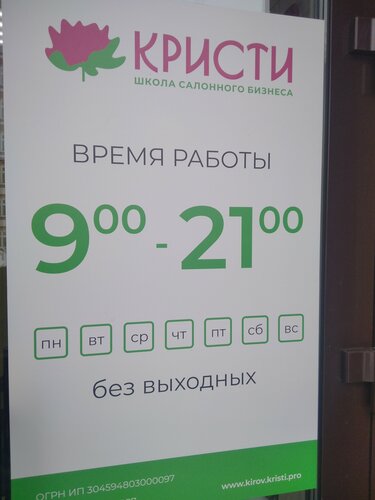 КРИСТИ
ШКОЛА САЛОННОГО БИЗНЕСА
ВРЕМЯ РАБОТЫ
9⁰⁰ - 21⁰⁰
пн вт ср чт пт сб вс
без выходных
ОГРН ИП 304594803000097
www.kirov.kristi.pro